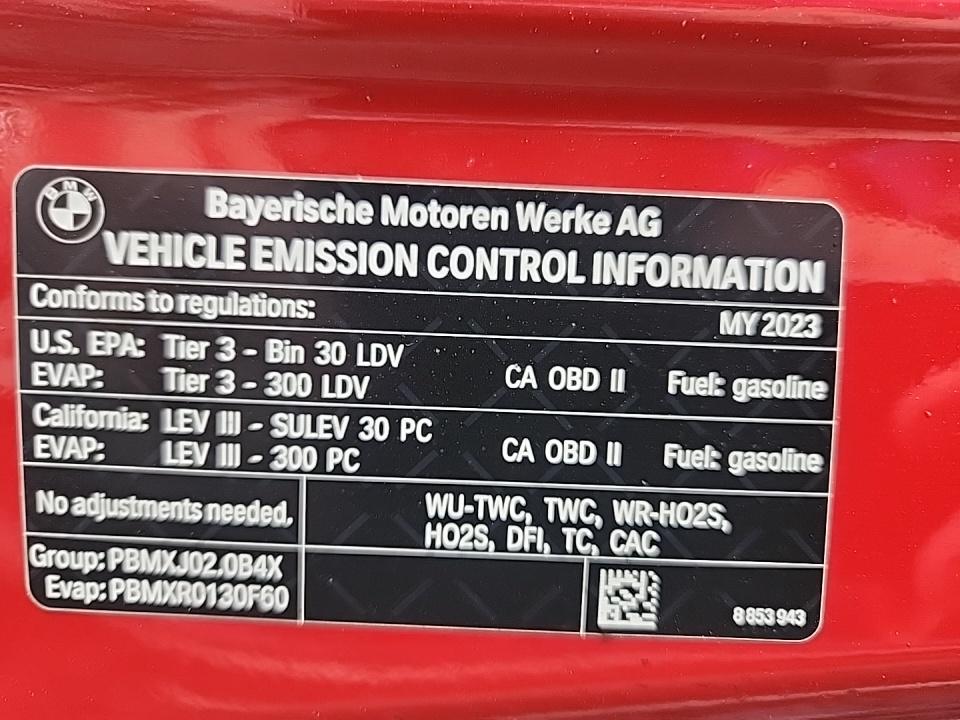 BMW
Bayerische Motoren Werke AG
VEHICLE EMISSION CONTROL INFORMATION
Conforms to regulations:
MY 2023
U.S. EPA: Tier 3 - Bin 30 LDV
EVAP: Tier 3 - 300 LDV CA OBD II Fuel: gasoline
California: LEV III - SULEV 30 PC
EVAP: LEV III - 300 PC CA OBD II Fuel: gasoline
No adjustments needed.
WU-TWC, TWC, WR-HO2S,
HO2S, DFI, TC, CAC
Group: PBMXJ02.0B4X
Evap: PBMXR0130F60
8 853 943